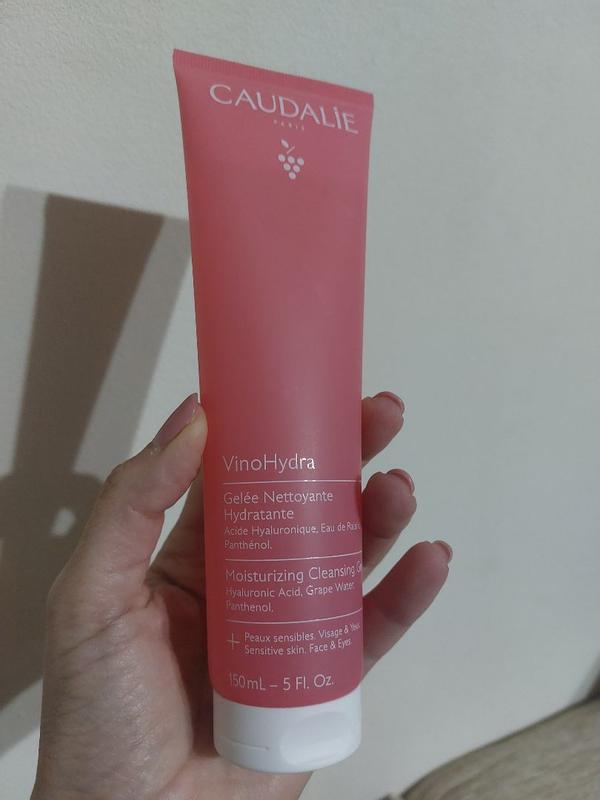 CAUDALÍE
PARIS
VinoHydra
Gelée Nettoyante
Hydratante
Acide Hyaluronique, Eau de
Panthénol.
Moisturizing Cleansing
Hyaluronic Acid, Grape Water,
Panthenol.
+ Peaux sensibles. Visage & Yeux.
Sensitive skin. Face & Eyes.
150mL – 5 Fl. Oz.